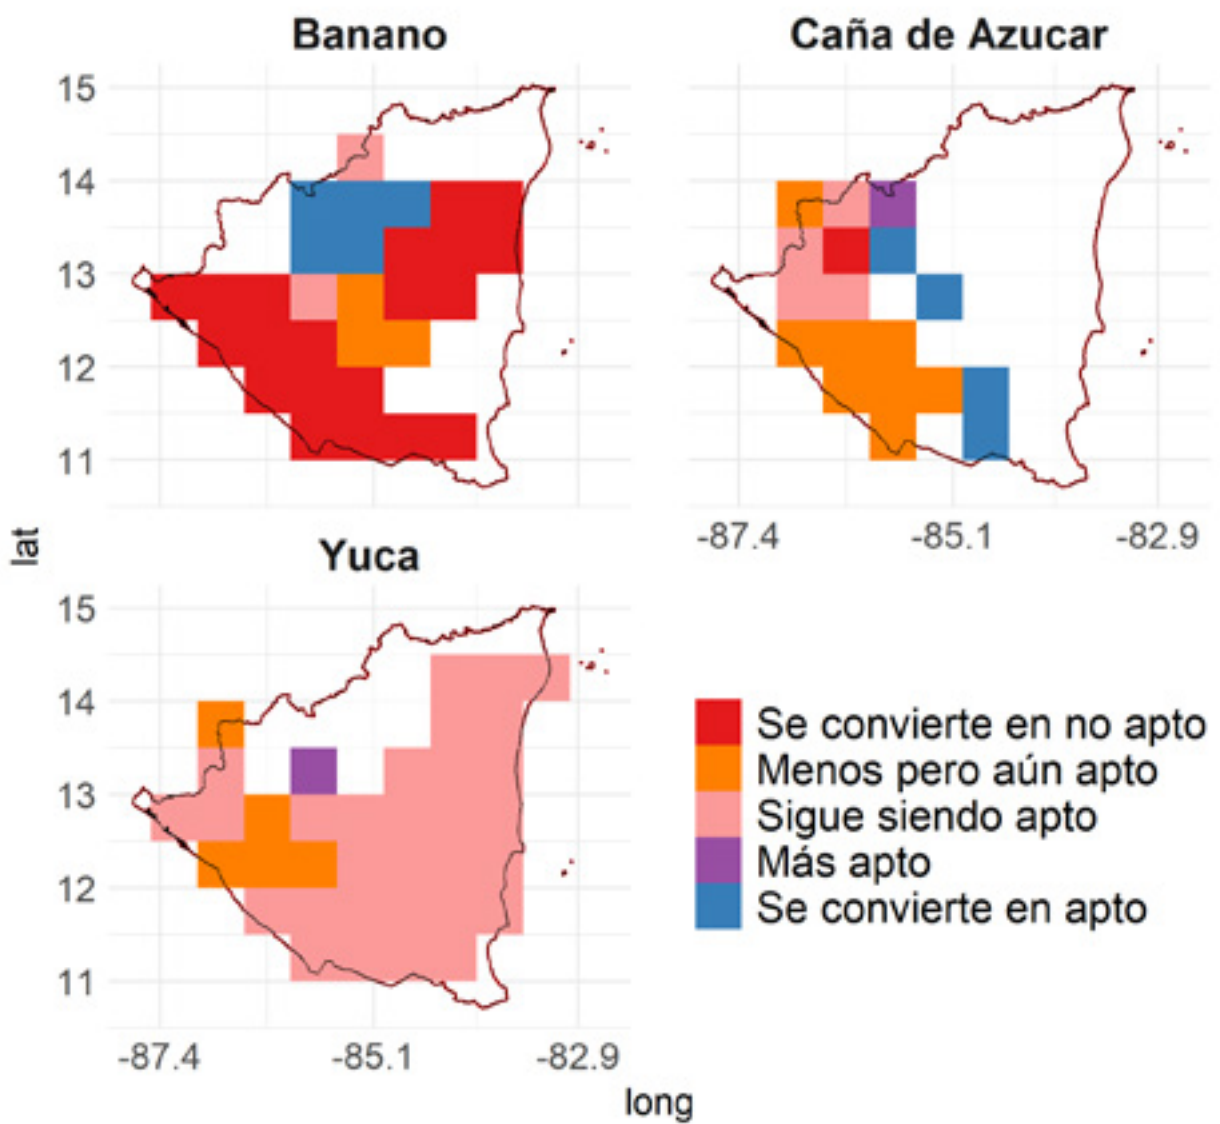 Banano
Caña de Azucar
15
14
13
12
11
-87.4
-85.1
-82.9
lat
Yuca
15
14
13
12
11
-87.4
-85.1
-82.9
long
Se convierte en no apto
Menos pero aún apto
Sigue siendo apto
Más apto
Se convierte en apto